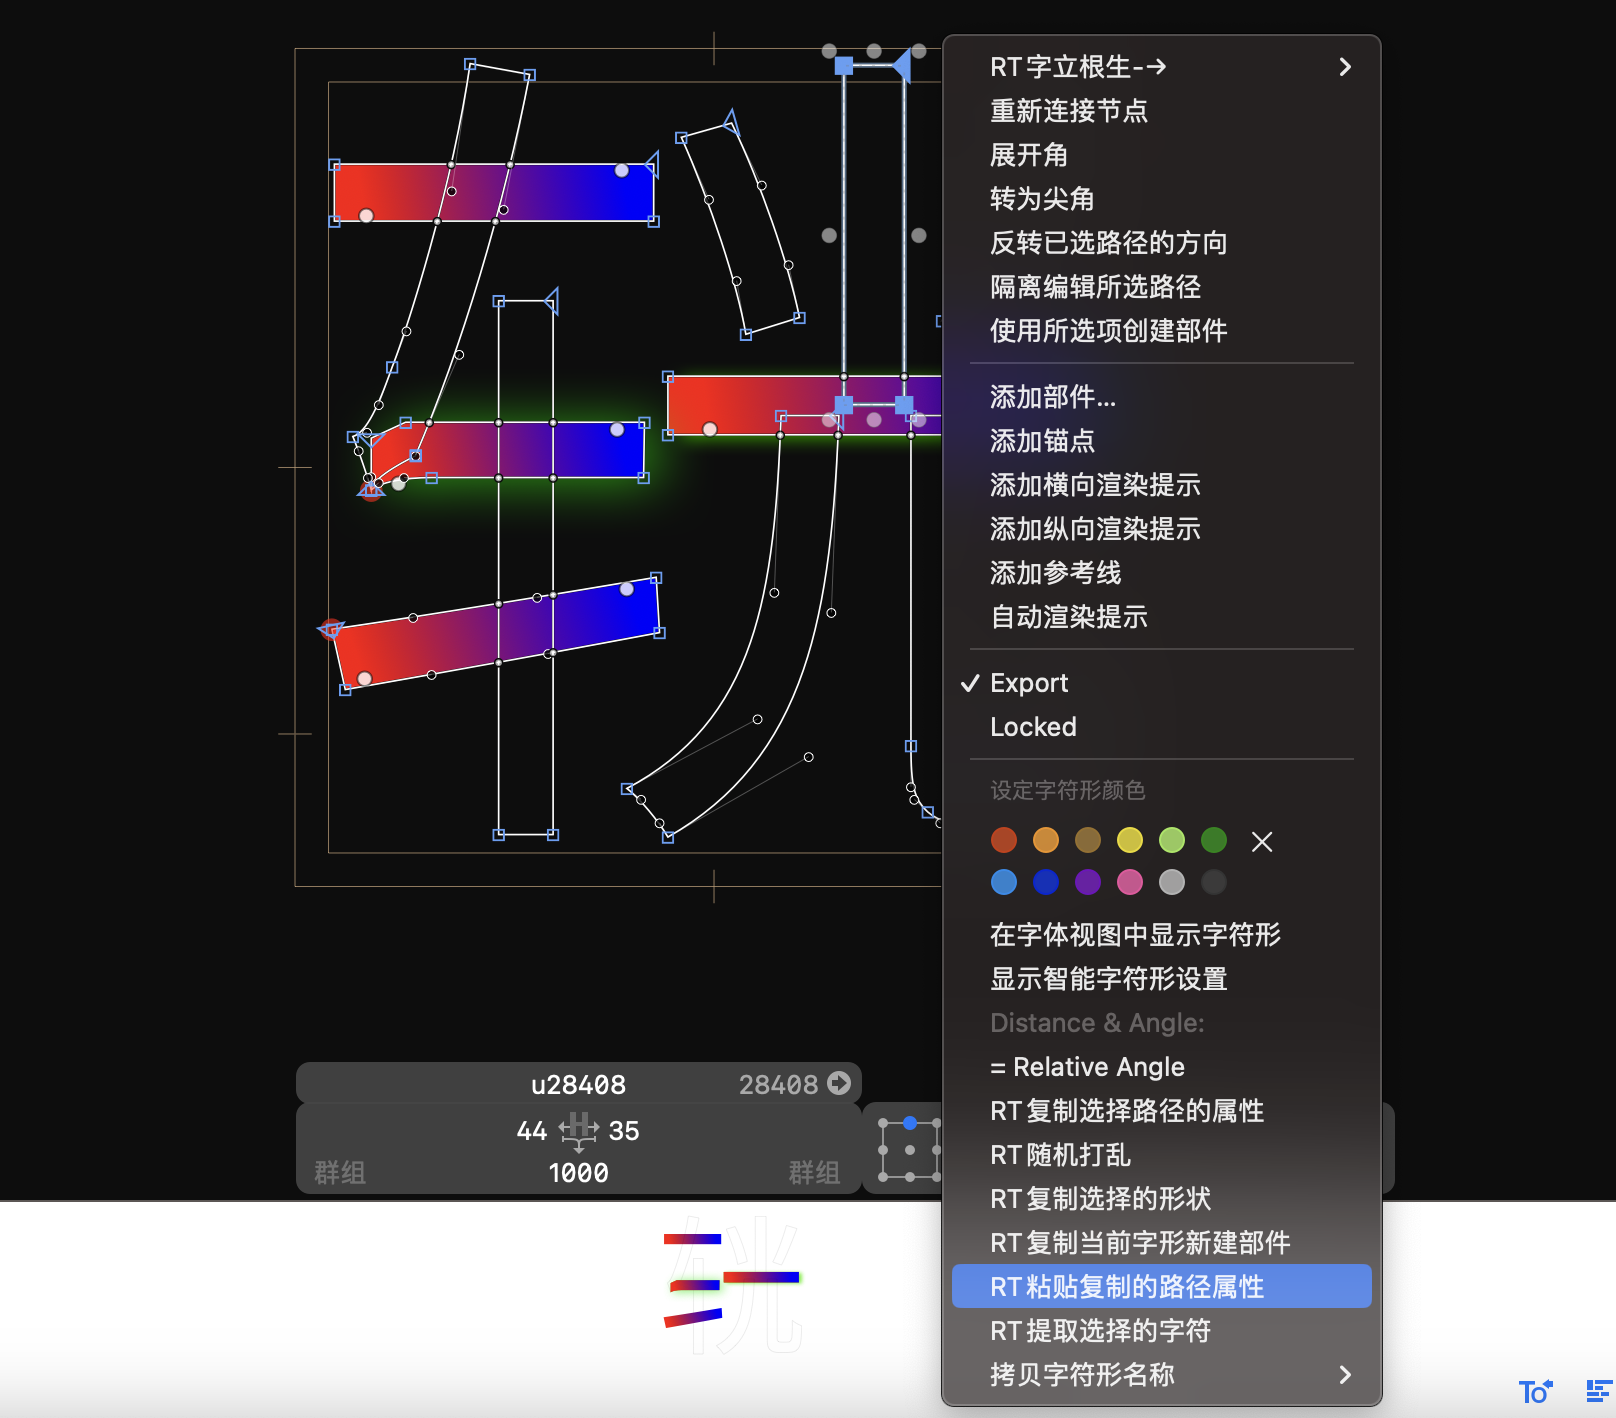 RT字立根生-→
重新连接节点
展开角
转为尖角
反转已选路径的方向
隔离编辑所选路径
使用所选项创建部件
添加部件...
添加锚点
添加横向渲染提示
添加纵向渲染提示
添加参考线
自动渲染提示
✓ Export
Locked
设定字符形颜色
在字体视图中显示字符形
显示智能字符形设置
Distance & Angle:
= Relative Angle
RT复制选择路径的属性
RT随机打乱
RT复制选择的形状
RT复制当前字形新建部件
RT粘贴复制的路径属性
RT提取选择的字符
拷贝字符形名称
u28408 28408
44 35
群组 1000 群组
To